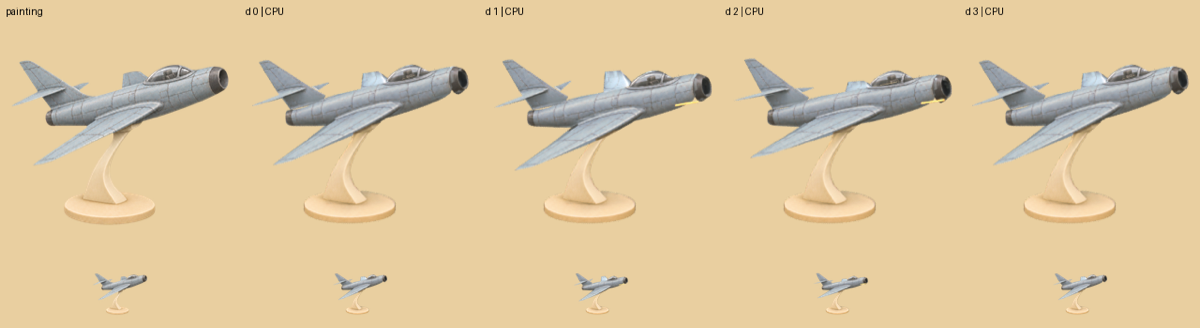 painting
d 0 | CPU
d 1 | CPU
d 2 | CPU
d 3 | CPU